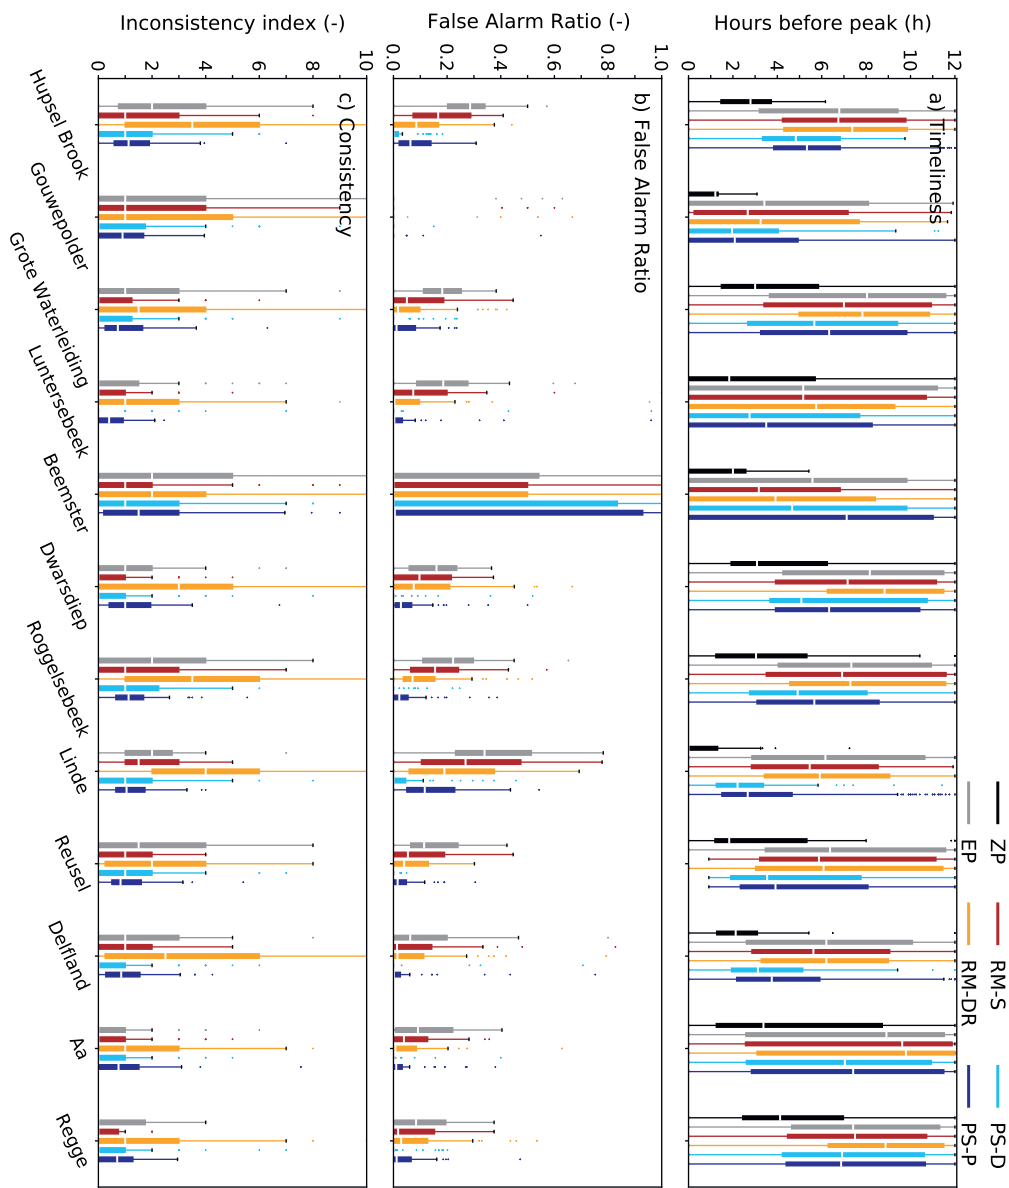 ZP
EP
RM-S
RM-DR
PS-D
PS-P
a) Timeliness
Hours before peak (h)
0 2 4 6 8 10 12
b) False Alarm Ratio
False Alarm Ratio (-)
0.0 0.2 0.4 0.6 0.8 1.0
c) Consistency
Inconsistency index (-)
0 2 4 6 8 10
Hupsel Brook
Gouwepolder
Grote Waterleiding
Luntersebeek
Beemster
Dwarsdiep
Roggelsebeek
Linde
Reusel
Delfland
Aa
Regge